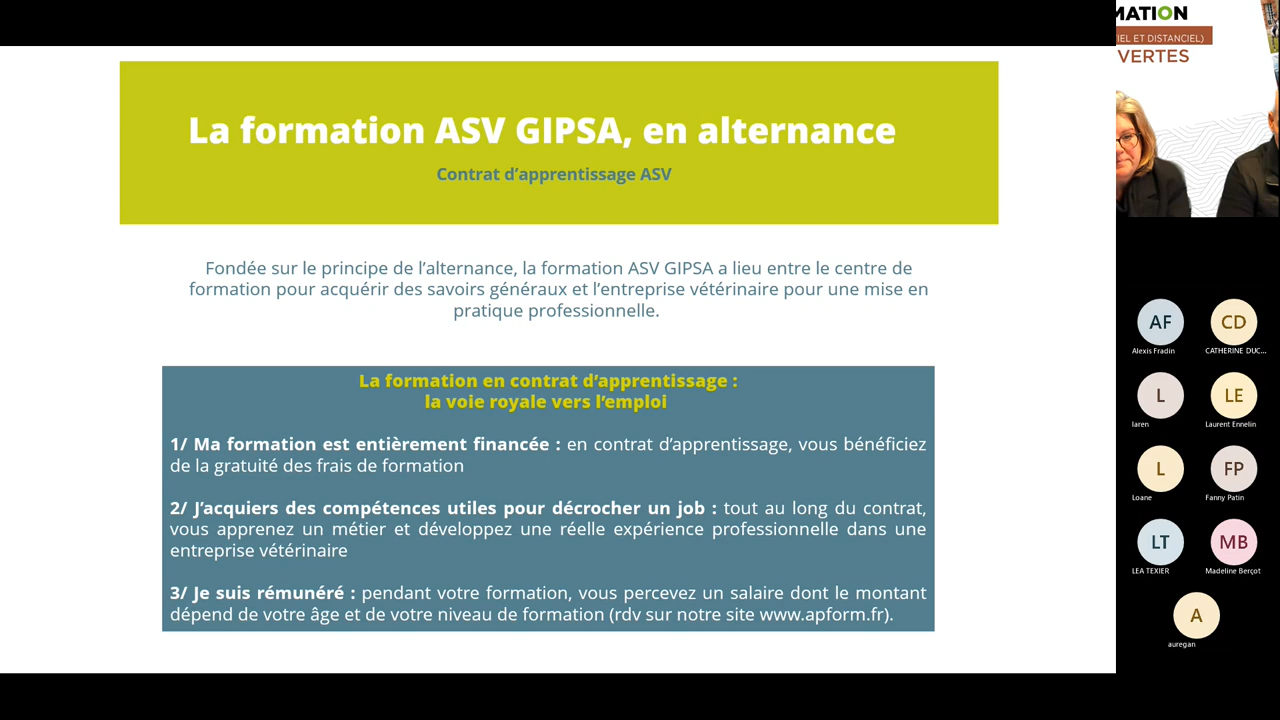 La formation ASV GIPSA, en alternance
Contrat d’apprentissage ASV
Fondée sur le principe de l’alternance, la formation ASV GIPSA a lieu entre le centre de
formation pour acquérir des savoirs généraux et l’entreprise vétérinaire pour une mise en
pratique professionnelle.
La formation en contrat d’apprentissage :
la voie royale vers l’emploi
1/ Ma formation est entièrement financée : en contrat d’apprentissage, vous bénéficiez
de la gratuité des frais de formation
2/ J’acquiers des compétences utiles pour décrocher un job : tout au long du contrat,
vous apprenez un métier et développez une réelle expérience professionnelle dans une
entreprise vétérinaire
3/ Je suis rémunéré : pendant votre formation, vous percevez un salaire dont le montant
dépend de votre âge et de votre niveau de formation (rdv sur notre site www.apform.fr).
MATION
IEL ET DISTANCIEL)
VERTES
AF
CD
Alexis Fradin
CATHERINE DUC...
L
LE
laren
Laurent Ennelin
L
FP
Loane
Fanny Patin
LT
MB
LEA TEXIER
Madeline Berçot
A
auregan